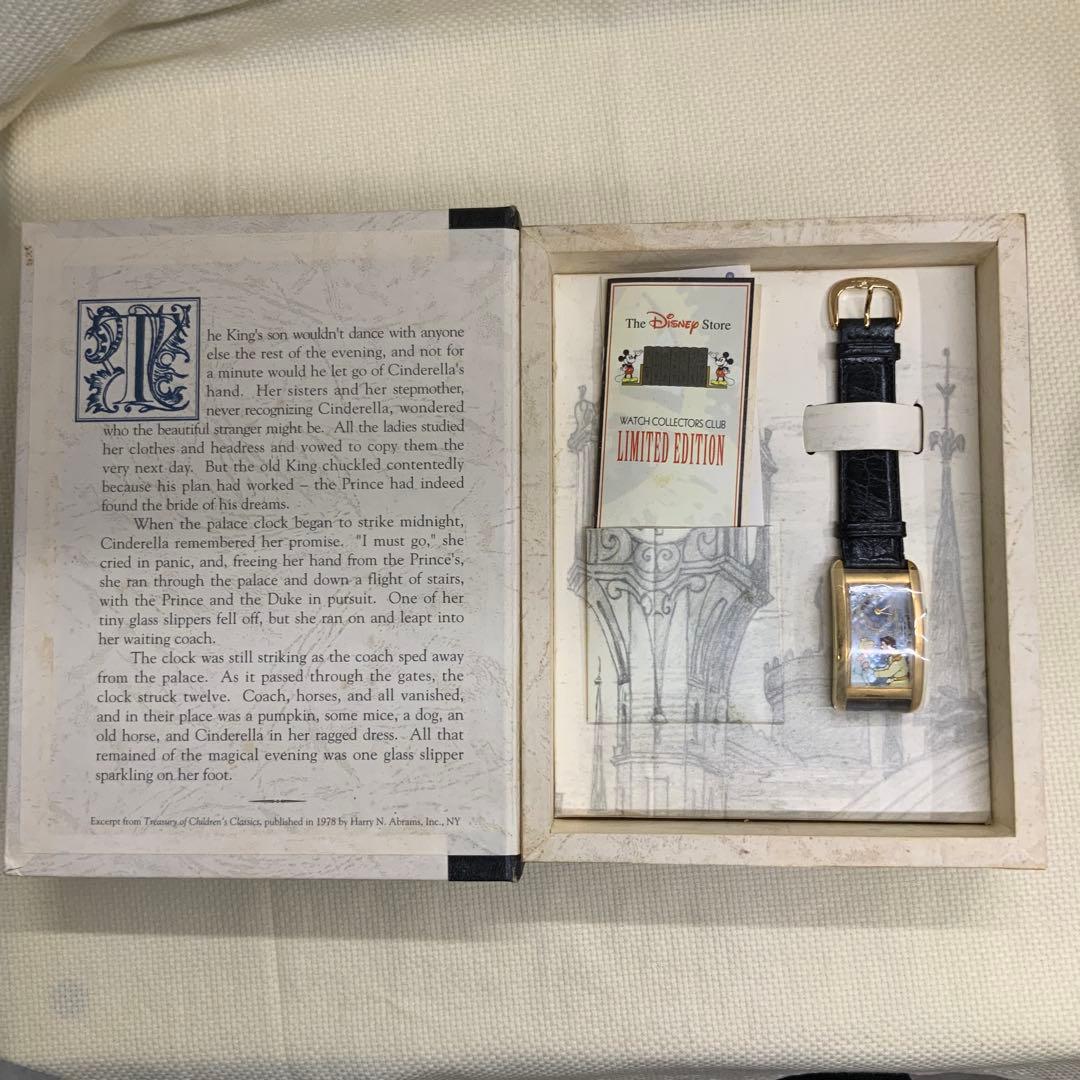 The King's son wouldn't dance with anyone
else the rest of the evening, and not for
a minute would he let go of Cinderella's
hand. Her sisters and her stepmother,
never recognizing Cinderella, wondered
who the beautiful stranger might be. All the ladies studied
her clothes and headress and vowed to copy them the
very next day. But the old King chuckled contentedly
because his plan had worked – the Prince had indeed
found the bride of his dreams.
When the palace clock began to strike midnight,
Cinderella remembered her promise. "I must go," she
cried in panic, and, freeing her hand from the Prince's,
she ran through the palace and down a flight of stairs,
with the Prince and the Duke in pursuit. One of her
tiny glass slippers fell off, but she ran on and leapt into
her waiting coach.
The clock was still striking as the coach sped away
from the palace. As it passed through the gates, the
clock struck twelve. Coach, horses, and all vanished,
and in their place was a pumpkin, some mice, a dog, an
old horse, and Cinderella in her ragged dress. All that
remained of the magical evening was one glass slipper
sparkling on her foot.
Excerpt from Treasury of Children's Classics, published in 1978 by Harry N. Abrams, Inc., NY
The Disney Store
WATCH COLLECTORS CLUB
LIMITED EDITION